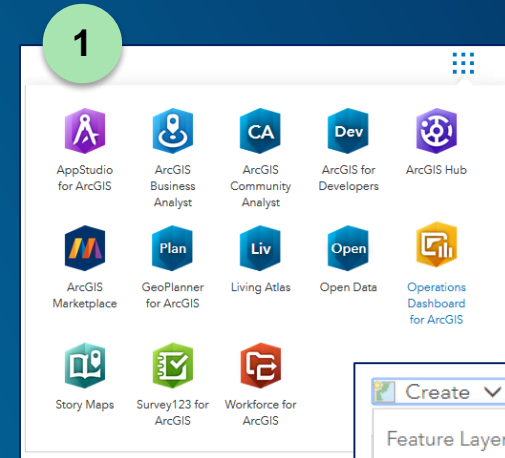 1
CA
Dev
AppStudio
for ArcGIS
ArcGIS
Business
Analyst
ArcGIS
Community
Analyst
ArcGIS for
Developers
ArcGIS Hub
Plan
Liv
Open
ArcGIS
Marketplace
GeoPlanner
for ArcGIS
Living Atlas
Open Data
Operations
Dashboard
for ArcGIS
Story Maps
Survey123 for
ArcGIS
Workforce for
ArcGIS
Create
Feature Layer